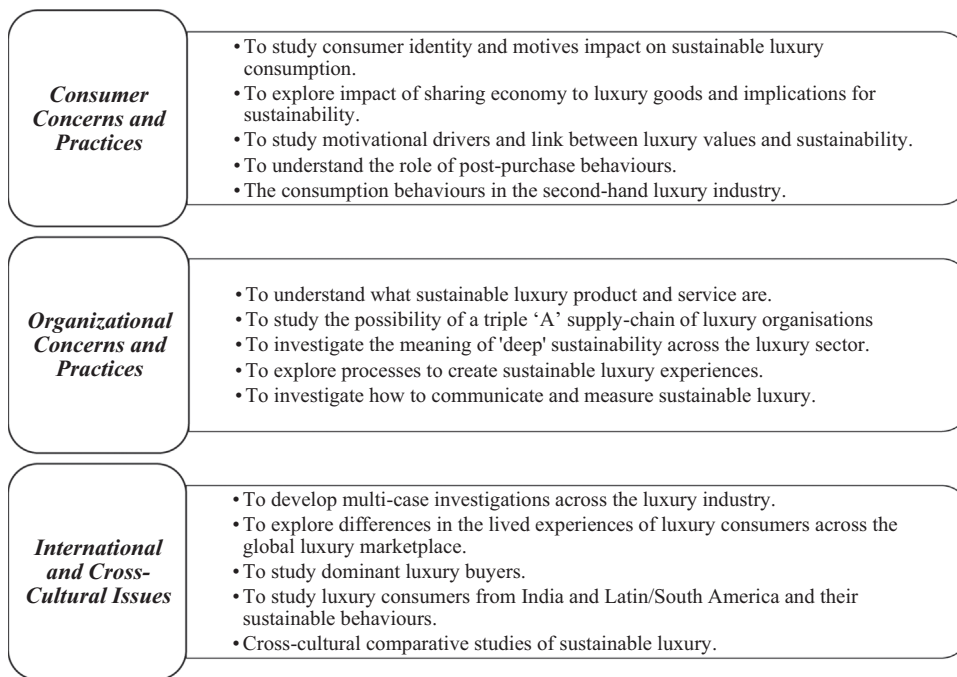 Consumer
Concerns and
Practices
• To study consumer identity and motives impact on sustainable luxury
consumption.
• To explore impact of sharing economy to luxury goods and implications for
sustainability.
• To study motivational drivers and link between luxury values and sustainability.
• To understand the role of post-purchase behaviours.
• The consumption behaviours in the second-hand luxury industry.
Organizational
Concerns and
Practices
• To understand what sustainable luxury product and service are.
• To study the possibility of a triple ‘A’ supply-chain of luxury organisations
• To investigate the meaning of 'deep' sustainability across the luxury sector.
• To explore processes to create sustainable luxury experiences.
• To investigate how to communicate and measure sustainable luxury.
International
and Cross-
Cultural Issues
• To develop multi-case investigations across the luxury industry.
• To explore differences in the lived experiences of luxury consumers across the
global luxury marketplace.
• To study dominant luxury buyers.
• To study luxury consumers from India and Latin/South America and their
sustainable behaviours.
• Cross-cultural comparative studies of sustainable luxury.